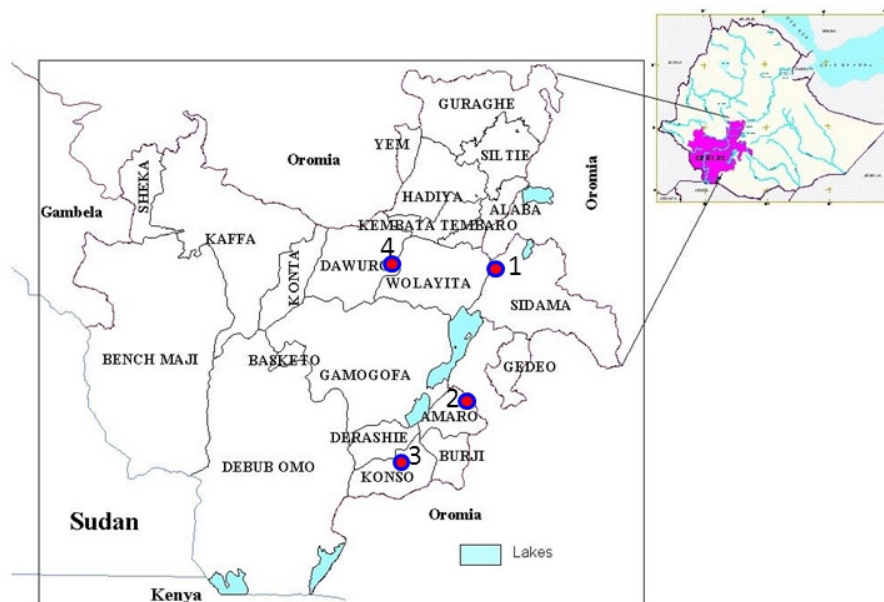 GURAGHE
YEM
SILTIE
Oromia
SHEKA
HADIYA
Oromia
ALABA
Gambela
KEMBATA TEMBARO
KAFFA
4
DAWURO
1
KONTA
WOLAYITA
SIDAMA
BENCH MAJI
BASKETO
GEDEO
GAMOGOFA
2
AMARO
DERASHIE
3
BURJI
DEBUB OMO
KONSO
Sudan
Oromia
Lakes
Kenya